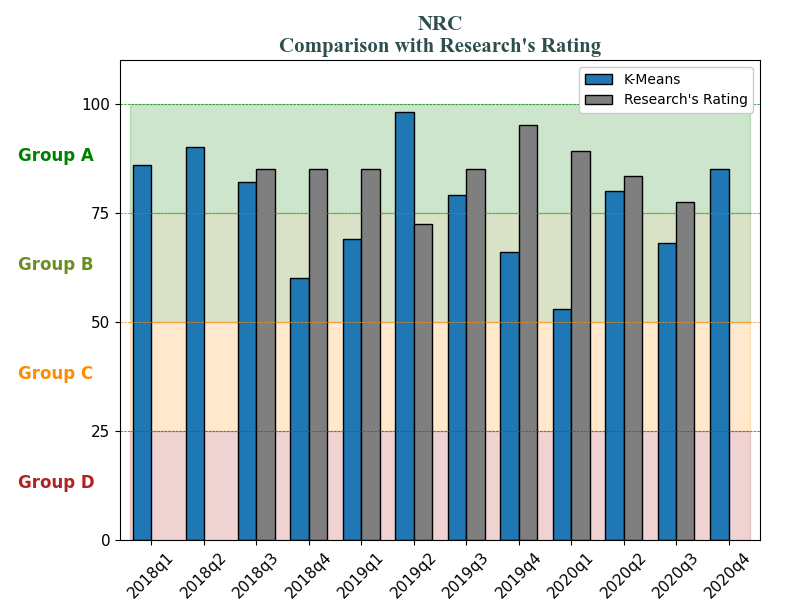 NRC
Comparison with Research's Rating
K-Means
Research's Rating
100
Group A
75
Group B
50
Group C
25
Group D
0
2018q1
2018q2
2018q3
2018q4
2019q1
2019q2
2019q3
2019q4
2020q1
2020q2
2020q3
2020q4